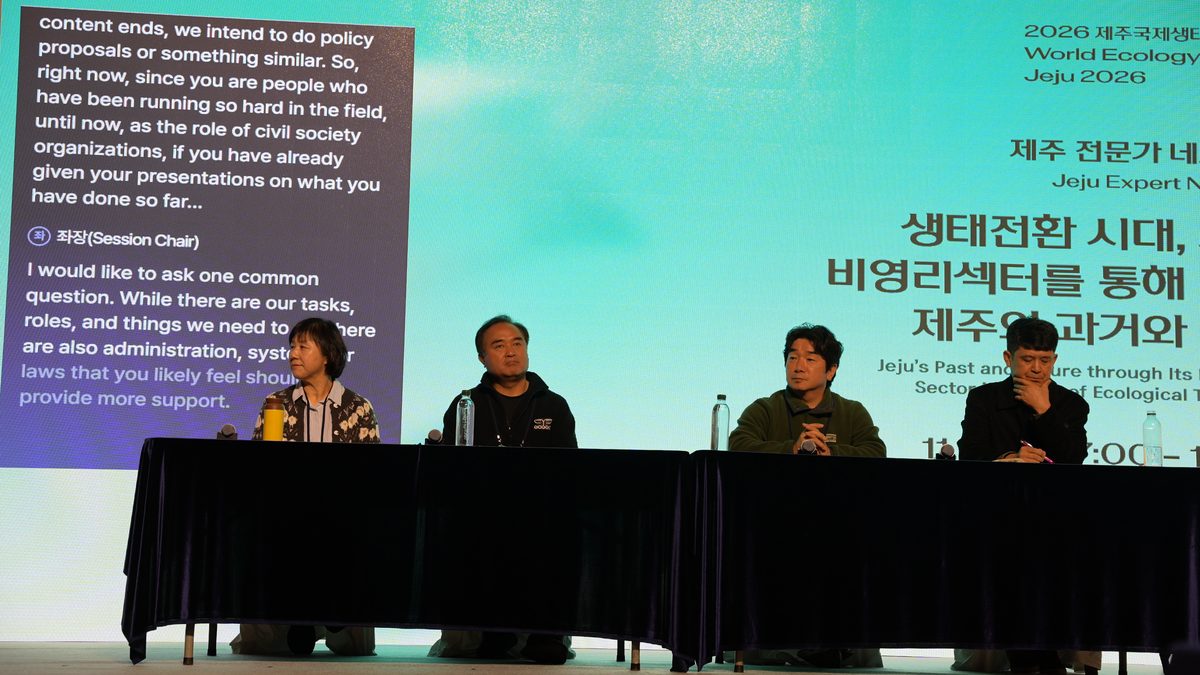 content ends, we intend to do policy
proposals or something similar. So,
right now, since you are people who
have been running so hard in the field,
until now, as the role of civil society
organizations, if you have already
given your presentations on what you
have done so far...
좌 좌장(Session Chair)
I would like to ask one common
question. While there are our tasks,
roles, and things we need to
are also administration,
laws that you likely feel
provide more support.
2026 제주국제생태
World Ecology
Jeju 2026
제주 전문가
Jeju Expert
생태전환 시대,
비영리섹터를 통해
제주와 과거와
Jeju's Past and through Its
Sector of Ecological